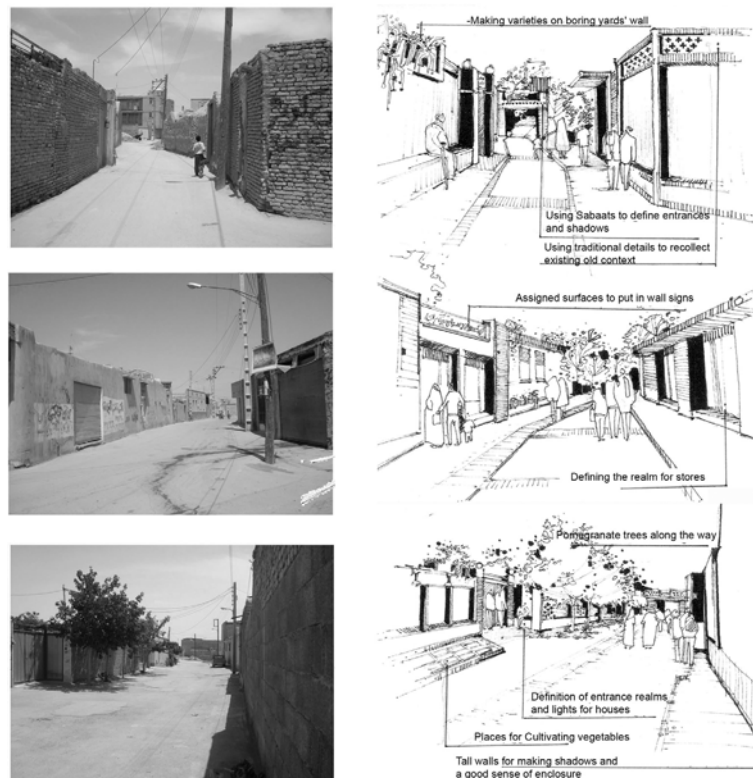 -Making varieties on boring yards' wall
Using Sabaats to define entrances
and shadows
Using traditional details to recollect
existing old context
Assigned surfaces to put in wall signs
Defining the realm for stores
Pomegranate trees along the way
Definition of entrance realms
and lights for houses
Places for Cultivating vegetables
Tall walls for making shadows and
a good sense of enclosure